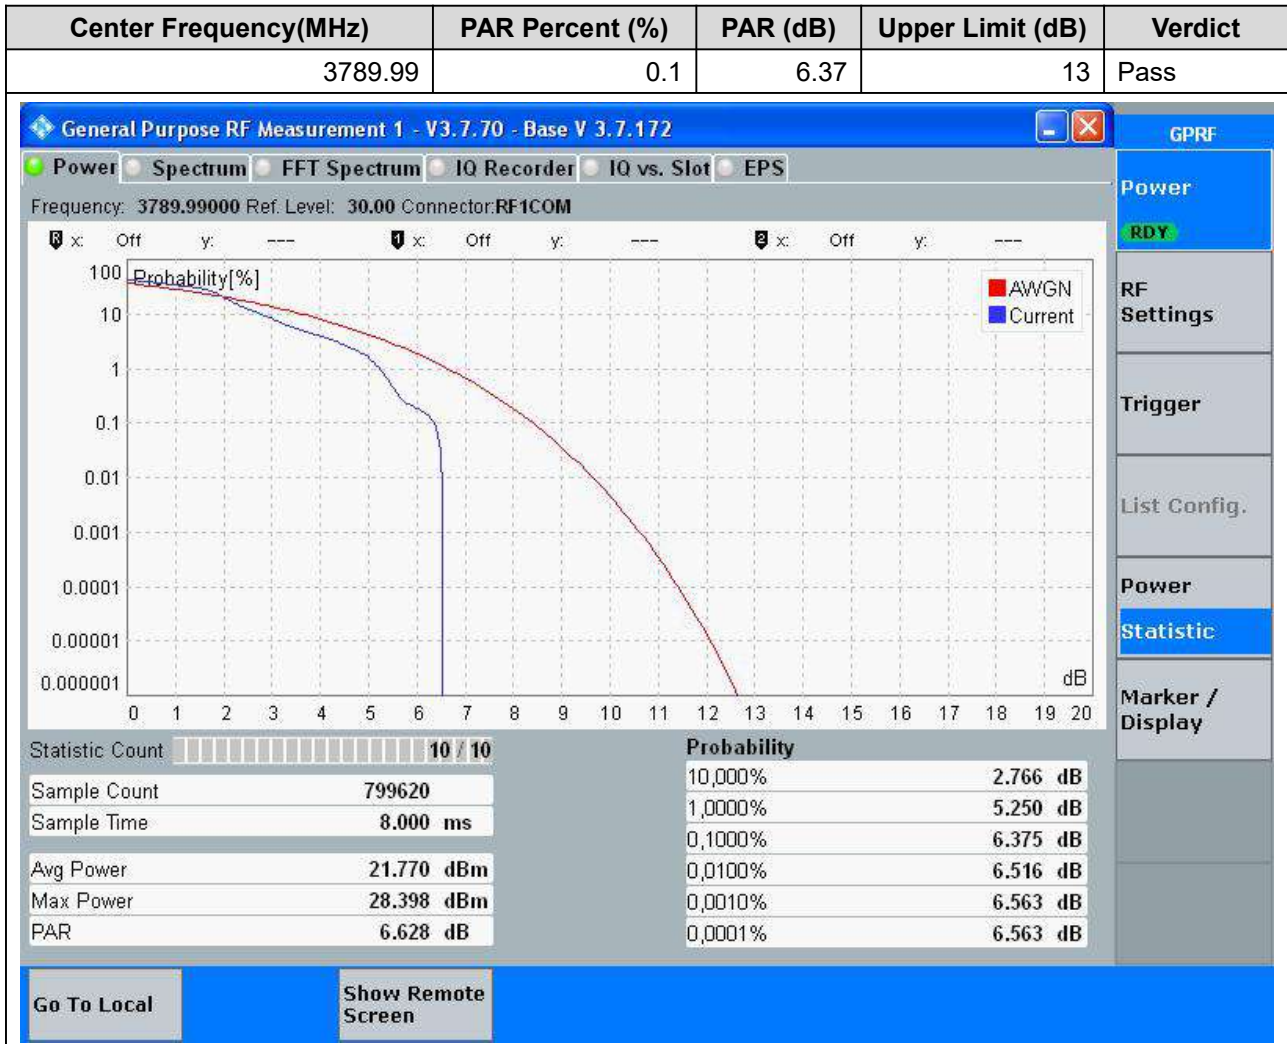 Center Frequency(MHz) PAR Percent (%) PAR (dB) Upper Limit (dB) Verdict
3789.99 0.1 6.37 13 Pass
General Purpose RF Measurement 1 - V3.7.70 - Base V 3.7.172
GPRF
Power Spectrum FFT Spectrum IQ Recorder IQ vs. Slot EPS
Power
RDY
Frequency: 3789.99000 Ref. Level: 30.00 Connector:RF1COM
R x: Off y: --- 1 x: Off y: --- 2 x: Off y: ---
Probability[%]
AWGN
Current
100
10
1
0.1
0.01
0.001
0.0001
0.00001
0.000001
dB
0 1 2 3 4 5 6 7 8 9 10 11 12 13 14 15 16 17 18 19 20
RF
Settings
Trigger
List Config.
Power
Statistic
Marker /
Display
Statistic Count 10 / 10
Sample Count 799620
Sample Time 8.000 ms
Avg Power 21.770 dBm
Max Power 28.398 dBm
PAR 6.628 dB
Probability
10,000% 2.766 dB
1,0000% 5.250 dB
0,1000% 6.375 dB
0,0100% 6.516 dB
0,0010% 6.563 dB
0,0001% 6.563 dB
Go To Local
Show Remote
Screen